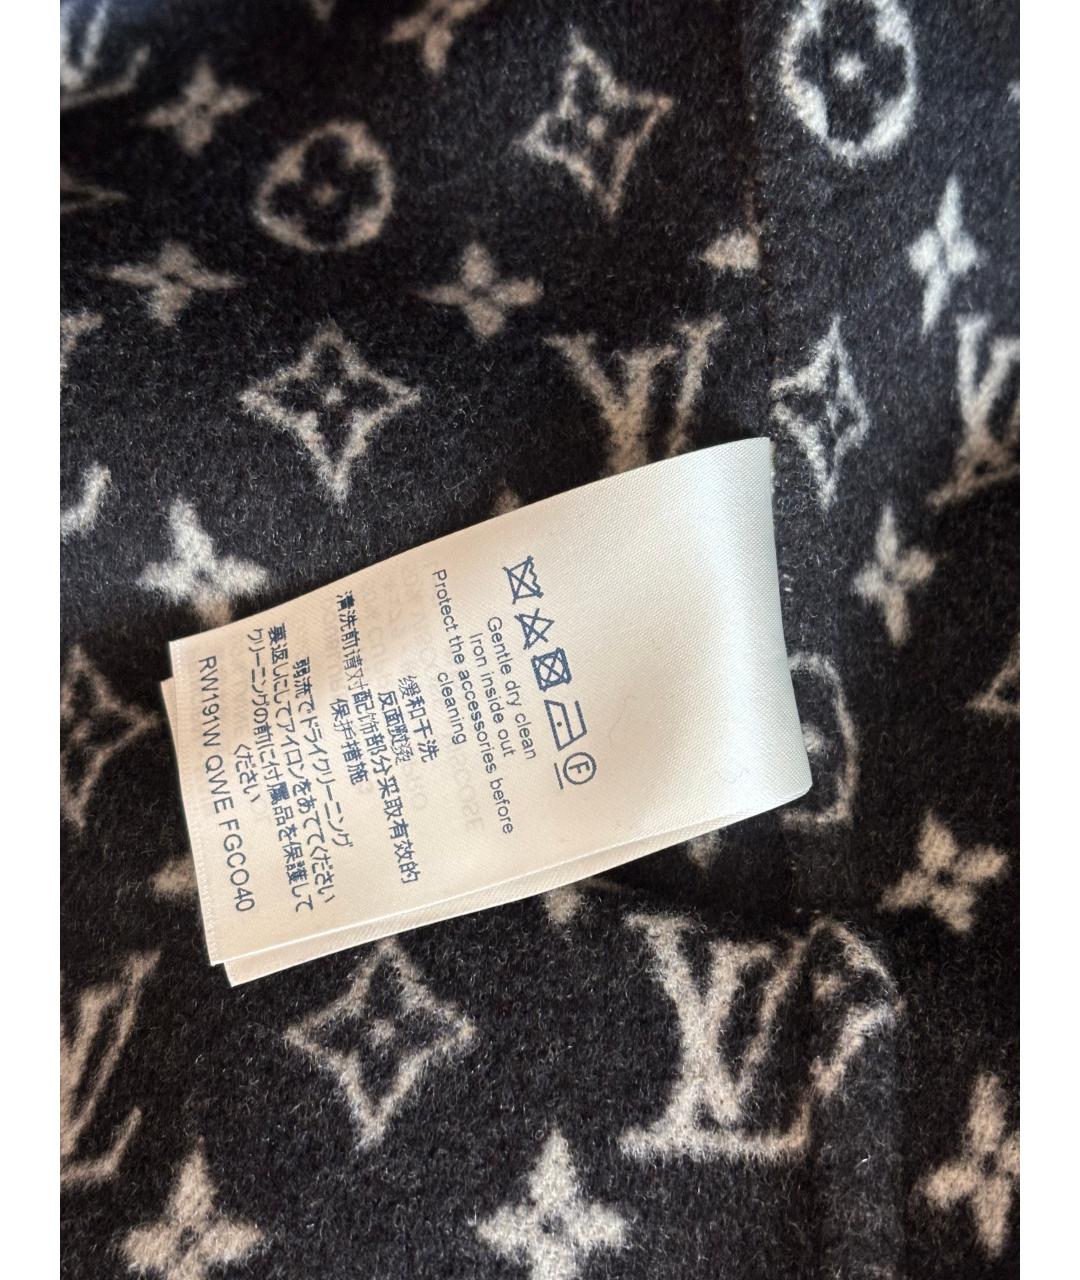 Gentle dry clean
Iron inside out
Protect the accessories before
cleaning
缓和干洗
反面熨烫
清洗前请对配饰部分采取有效的
保护措施
弱流でドライクリーニング
裏返しにしてアイロンをあててください
クリーニングの前に付属品を保護して
ください
RW191W QWE FGCO40